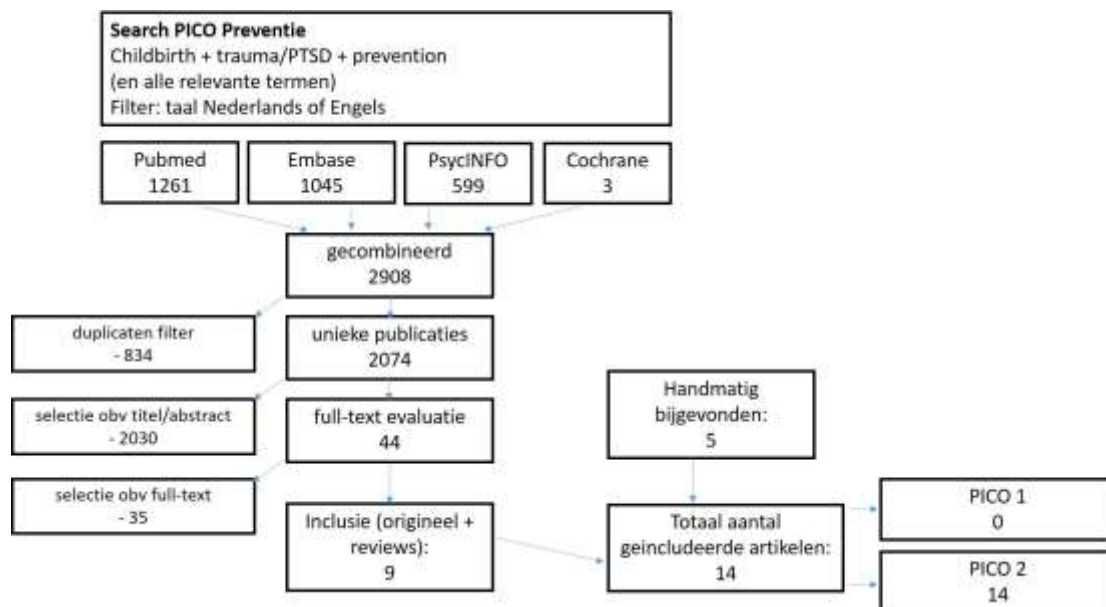 Search PICO Preventie
Childbirth + trauma/PTSD + prevention
(en alle relevante termen)
Filter: taal Nederlands of Engels
Pubmed
1261
Embase
1045
PsycINFO
599
Cochrane
3
gecombineerd
2908
duplicaten filter
- 834
unieke publicaties
2074
selectie obv titel/abstract
- 2030
full-text evaluatie
44
Handmatig
bijgevonden:
5
selectie obv full-text
- 35
Inclusie (origineel +
reviews):
9
Totaal aantal
geincludeerde artikelen:
14
PICO 1
0
PICO 2
14